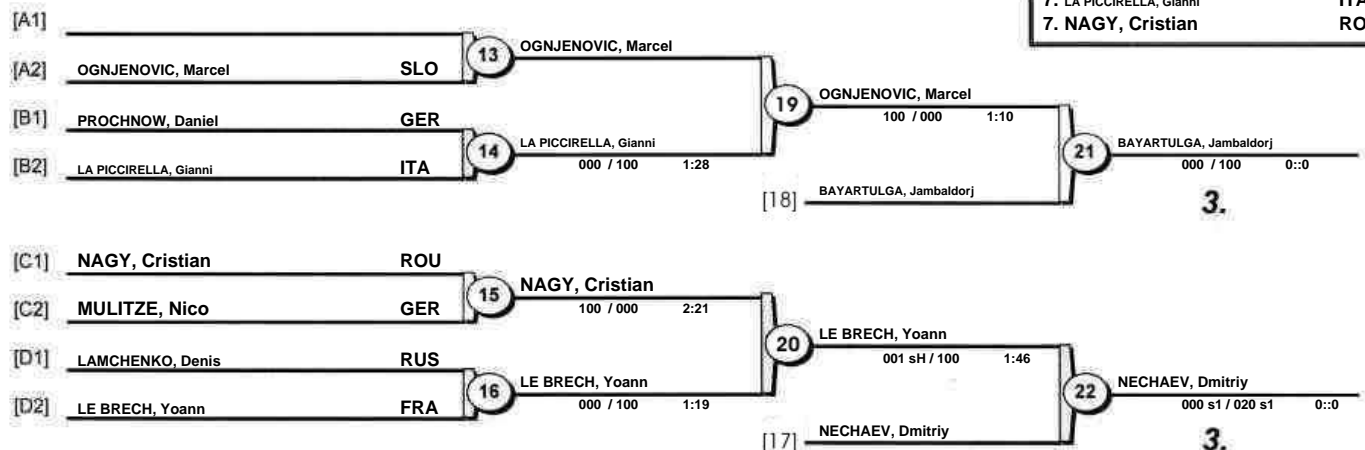 7. LA PICCIRELLA, Gianni ITA
7. NAGY, Cristian ROU
[A1]
[A2] OGNJENOVIC, Marcel SLO
13 OGNJENOVIC, Marcel
[B1] PROCHNOW, Daniel GER
[B2] LA PICCIRELLA, Gianni ITA
14 LA PICCIRELLA, Gianni
000 / 100 1:28
19 OGNJENOVIC, Marcel
100 / 000 1:10
[18] BAYARTULGA, Jambaldorj
21 BAYARTULGA, Jambaldorj
000 / 100 0::0
3.
[C1] NAGY, Cristian ROU
[C2] MULITZE, Nico GER
15 NAGY, Cristian
100 / 000 2:21
[D1] LAMCHENKO, Denis RUS
[D2] LE BRECH, Yoann FRA
16 LE BRECH, Yoann
000 / 100 1:19
20 LE BRECH, Yoann
001 sH / 100 1:46
[17] NECHAEV, Dmitriy
22 NECHAEV, Dmitriy
000 s1 / 020 s1 0::0
3.